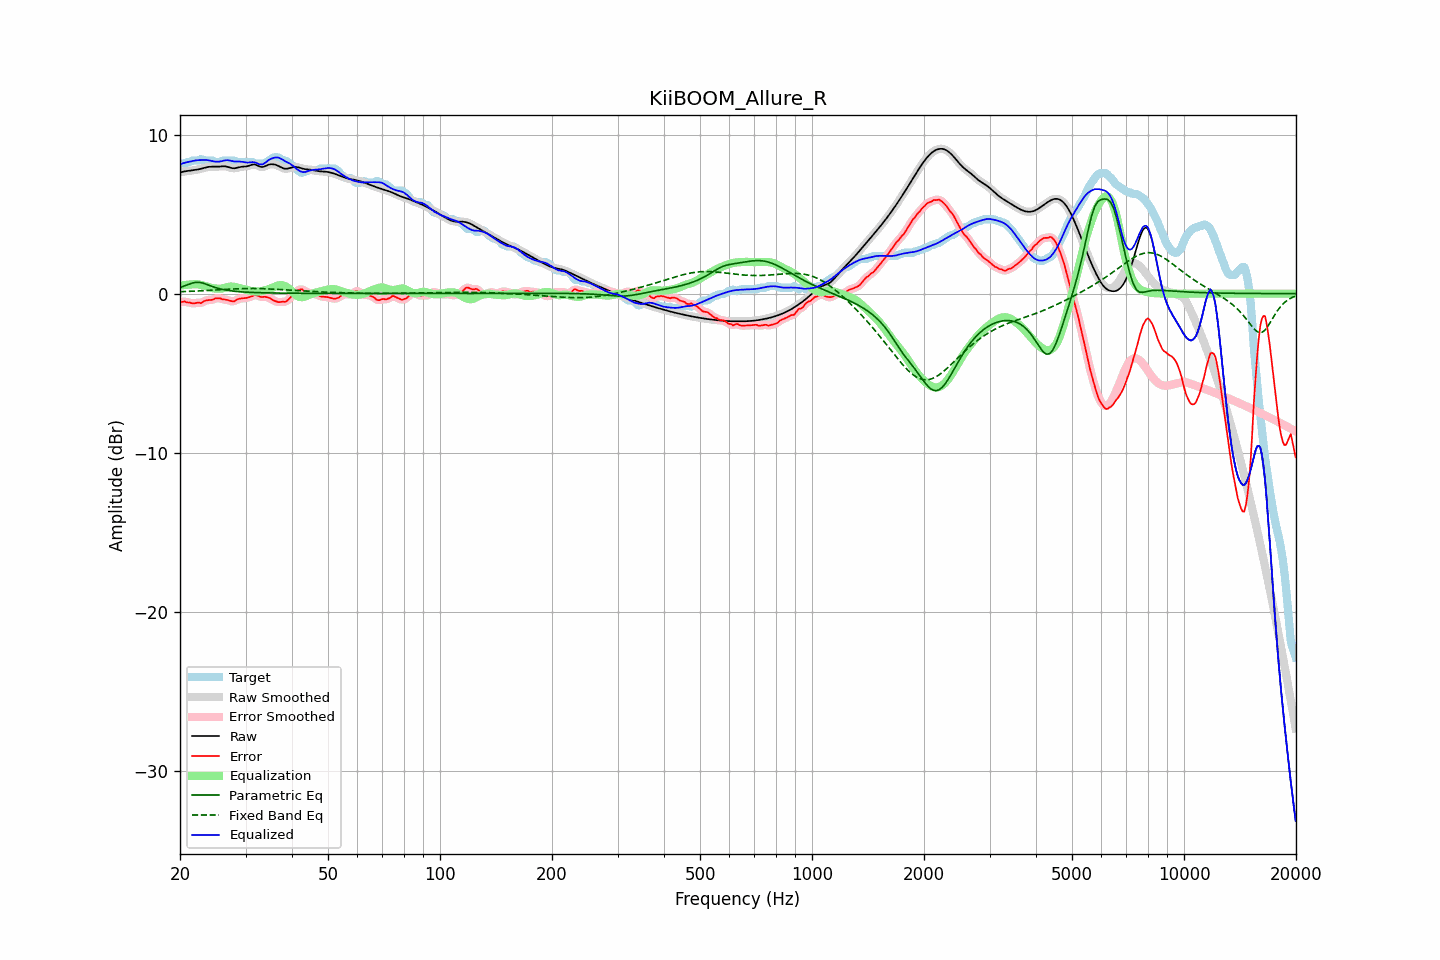 KiiBOOM_Allure_R
10
0
−10
−20
−30
Amplitude (dBr)
Target
Raw Smoothed
Error Smoothed
Raw
Error
Equalization
Parametric Eq
Fixed Band Eq
Equalized
20 50 100 200 500 1000 2000 5000 10000 20000
Frequency (Hz)